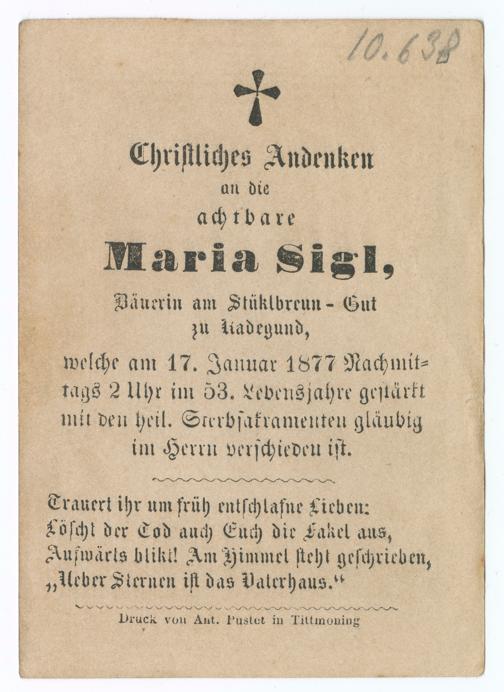 10.638
Christliches Andenken
an die
achtbare
Maria Sigl,
Bäuerin am Stüklbreun-Gut
zu Radegund,
welche am 17. Januar 1877 Nachmit=
tags 2 Uhr im 53. Lebensjahre gestärkt
mit den heil. Sterbsakramenten gläubig
im Herrn verschieden ist.
Trauert ihr um früh entschlafne Lieben:
Löscht der Tod auch Euch die Fakel aus,
Aufwärts blikt! Am Himmel steht geschrieben,
„Ueber Sternen ist das Vaterhaus.“
Druck von Ant. Pustet in Tittmoning